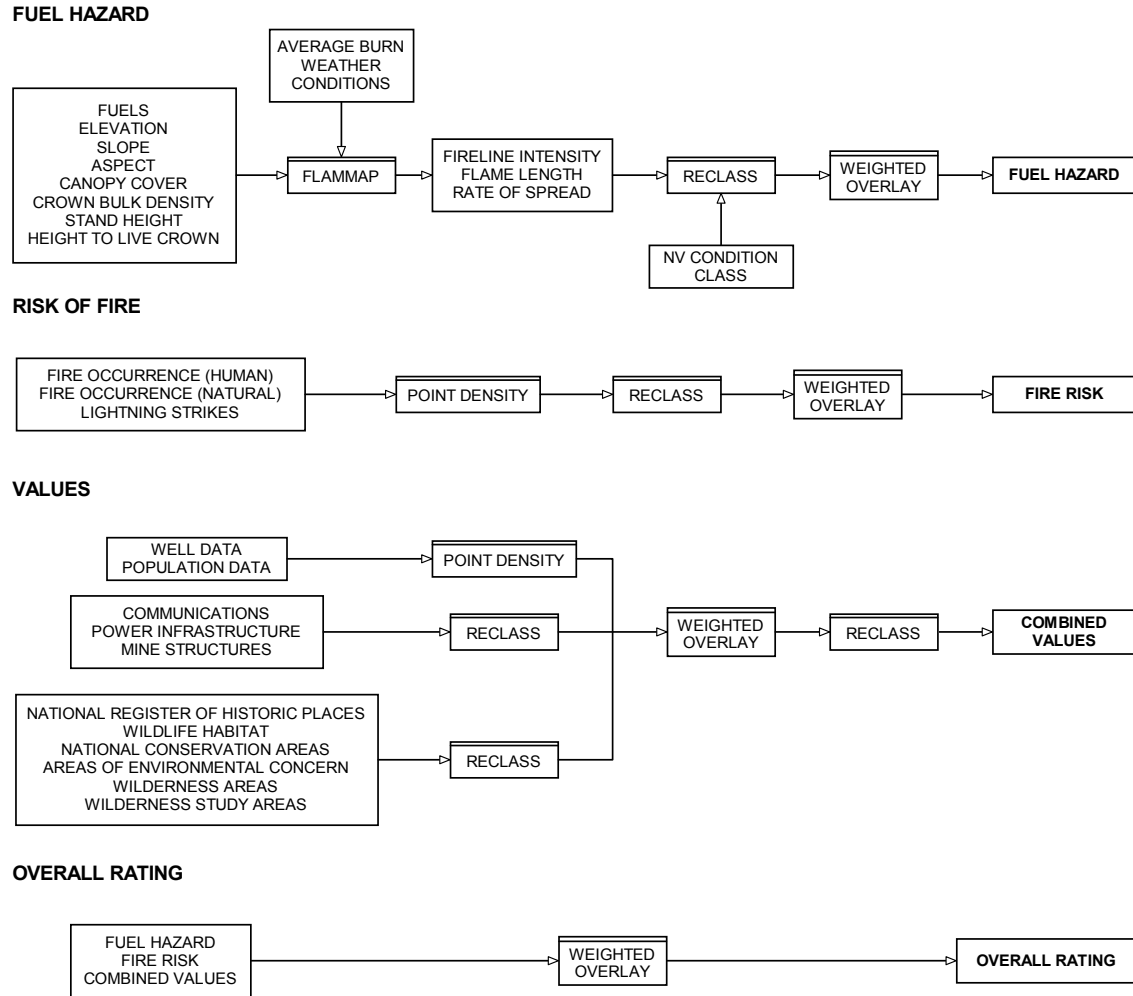 FUEL HAZARD
AVERAGE BURN
WEATHER
CONDITIONS
FUELS
ELEVATION
SLOPE
ASPECT
CANOPY COVER
CROWN BULK DENSITY
STAND HEIGHT
HEIGHT TO LIVE CROWN
FLAMMAP
FIRELINE INTENSITY
FLAME LENGTH
RATE OF SPREAD
RECLASS
WEIGHTED
OVERLAY
FUEL HAZARD
NV CONDITION
CLASS
RISK OF FIRE
FIRE OCCURRENCE (HUMAN)
FIRE OCCURRENCE (NATURAL)
LIGHTNING STRIKES
POINT DENSITY
RECLASS
WEIGHTED
OVERLAY
FIRE RISK
VALUES
WELL DATA
POPULATION DATA
POINT DENSITY
COMMUNICATIONS
POWER INFRASTRUCTURE
MINE STRUCTURES
RECLASS
WEIGHTED
OVERLAY
RECLASS
COMBINED
VALUES
NATIONAL REGISTER OF HISTORIC PLACES
WILDLIFE HABITAT
NATIONAL CONSERVATION AREAS
AREAS OF ENVIRONMENTAL CONCERN
WILDERNESS AREAS
WILDERNESS STUDY AREAS
RECLASS
OVERALL RATING
FUEL HAZARD
FIRE RISK
COMBINED VALUES
WEIGHTED
OVERLAY
OVERALL RATING